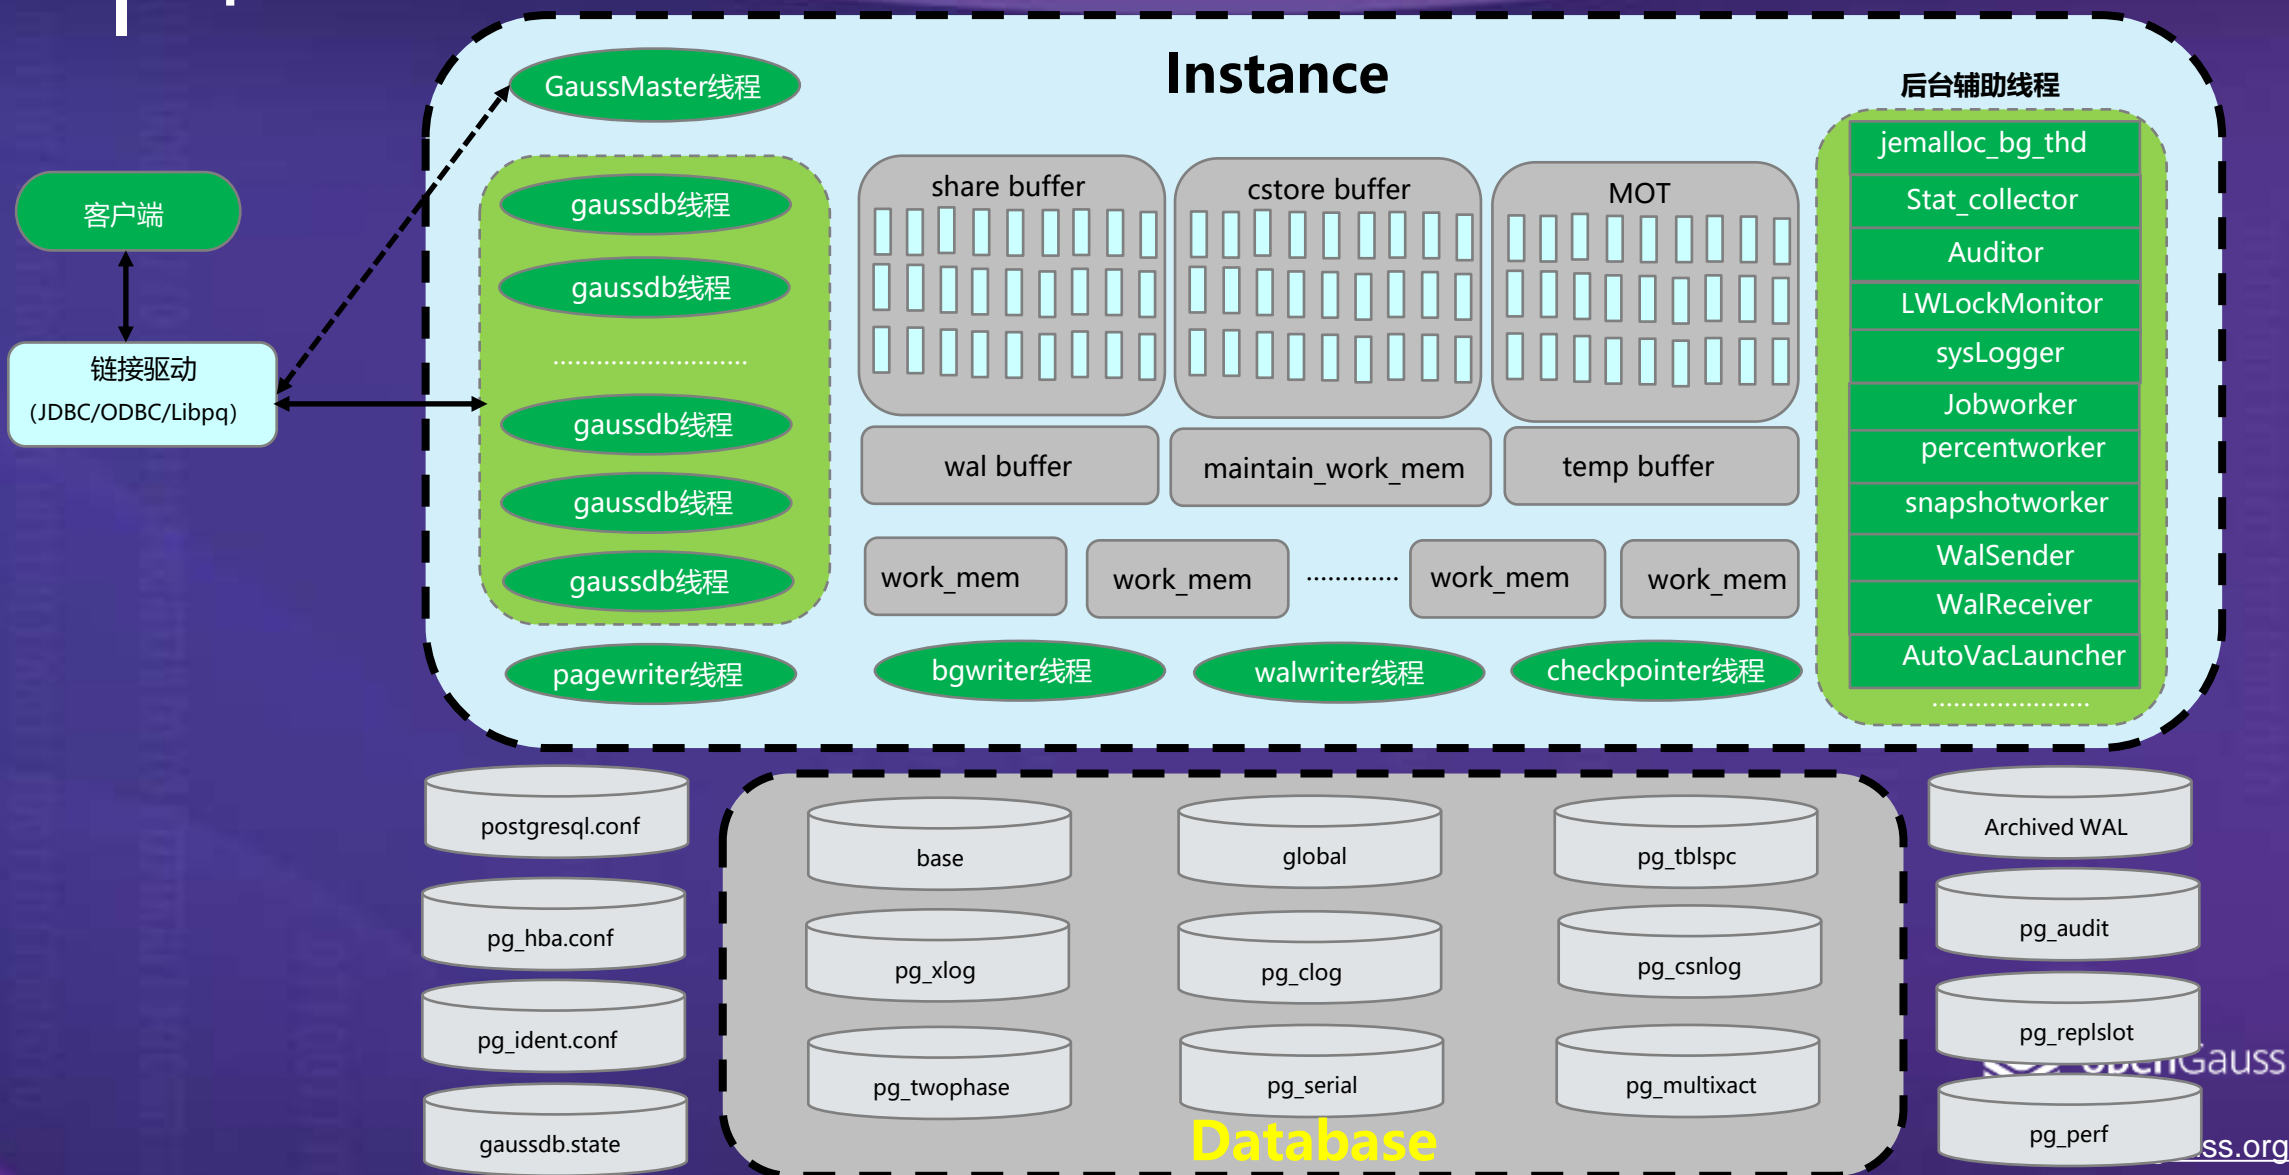 Instance
GaussMaster线程
后台辅助线程
客户端
链接驱动
(JDBC/ODBC/Libpq)
gaussdb线程
gaussdb线程
..........................
gaussdb线程
gaussdb线程
gaussdb线程
share buffer
cstore buffer
MOT
wal buffer
maintain_work_mem
temp buffer
work_mem
work_mem
.............
work_mem
work_mem
pagewriter线程
bgwriter线程
walwriter线程
checkpointer线程
jemalloc_bg_thd
Stat_collector
Auditor
LWLockMonitor
sysLogger
Jobworker
percentworker
snapshotworker
WalSender
WalReceiver
AutoVacLauncher
......................
postgresql.conf
pg_hba.conf
pg_ident.conf
gaussdb.state
base
global
pg_tblspc
pg_xlog
pg_clog
pg_csnlog
pg_twophase
pg_serial
pg_multixact
Database
Archived WAL
pg_audit
pg_replslot
openGauss
pg_perf
ss.org